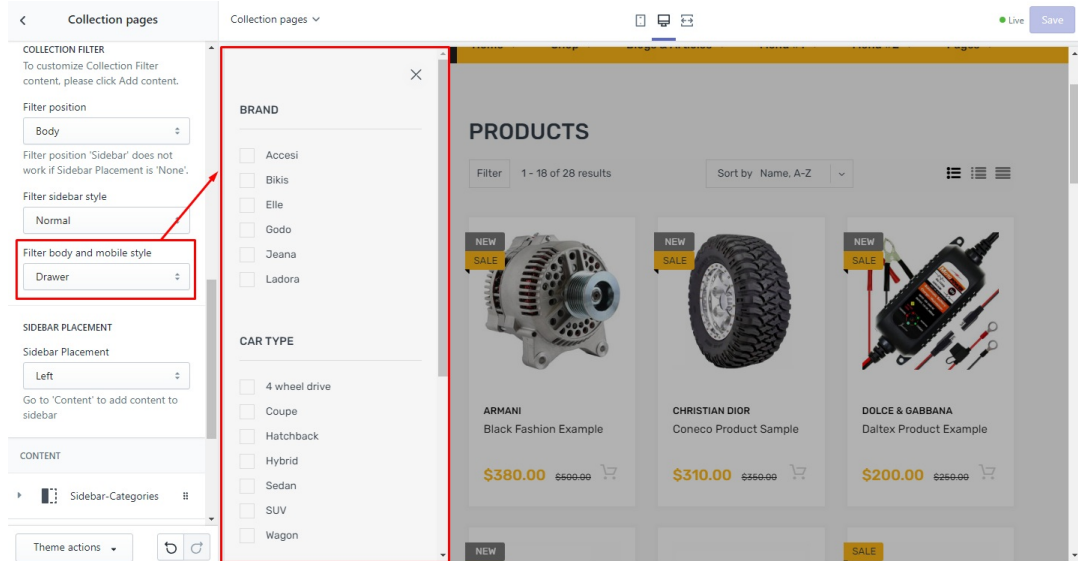 Collection pages
Collection pages
Live
Save
COLLECTION FILTER
To customize Collection Filter
content, please click Add content.
Filter position
Body
Filter position 'Sidebar' does not
work if Sidebar Placement is 'None'.
Filter sidebar style
Normal
Filter body and mobile style
Drawer
SIDEBAR PLACEMENT
Sidebar Placement
Left
Go to 'Content' to add content to
sidebar
CONTENT
Sidebar-Categories
Theme actions
BRAND
Accesi
Bikis
Elle
Godo
Jeana
Ladora
CAR TYPE
4 wheel drive
Coupe
Hatchback
Hybrid
Sedan
SUV
Wagon
PRODUCTS
Filter 1 - 18 of 28 results Sort by Name, A-Z
NEW
SALE
ARMANI
Black Fashion Example
$380.00 $500.00
NEW
SALE
CHRISTIAN DIOR
Coneco Product Sample
$310.00 $350.00
NEW
SALE
DOLCE & GABBANA
Daltex Product Example
$200.00 $250.00
NEW
SALE